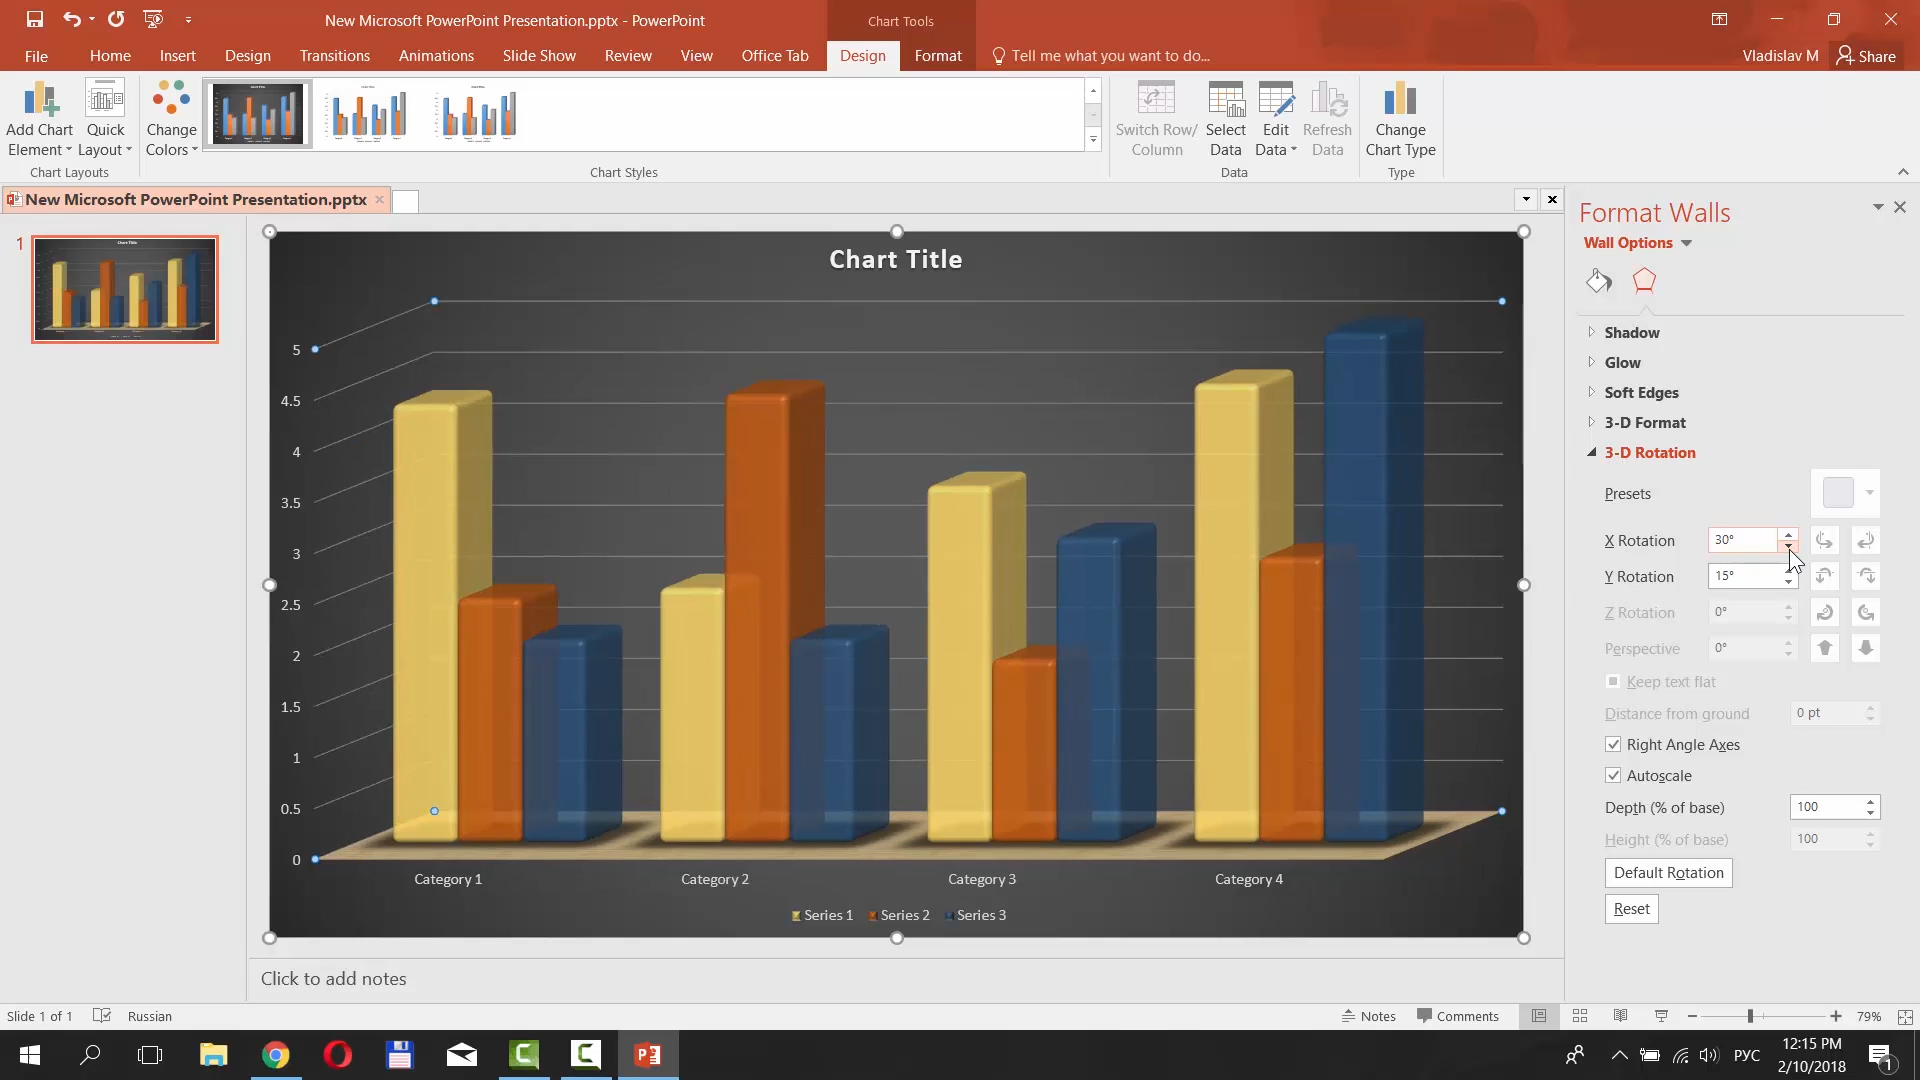 New Microsoft PowerPoint Presentation.pptx - PowerPoint
Chart Tools
File Home Insert Design Transitions Animations Slide Show Review View Office Tab Design Format Tell me what you want to do... Vladislav M Share
Add Chart Element
Quick Layout
Change Colors
Switch Row/ Column
Select Data
Edit Data
Refresh Data
Change Chart Type
Chart Layouts
Chart Styles
Data
Type
New Microsoft PowerPoint Presentation.pptx
1
Chart Title
5
4.5
4
3.5
3
2.5
2
1.5
1
0.5
0
Category 1 Category 2 Category 3 Category 4
Series 1 Series 2 Series 3
Click to add notes
Format Walls
Wall Options
Shadow
Glow
Soft Edges
3-D Format
3-D Rotation
Presets
X Rotation 30°
Y Rotation 15°
Z Rotation 0°
Perspective 0°
Keep text flat
Distance from ground 0 pt
Right Angle Axes
Autoscale
Depth (% of base) 100
Height (% of base) 100
Default Rotation
Reset
Slide 1 of 1 Russian Notes Comments 79%
РУС
12:15 PM
2/10/2018
1